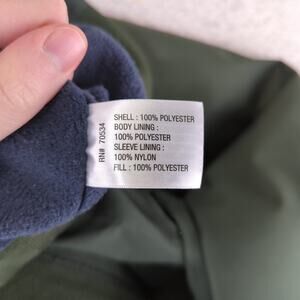 SHELL : 100% POLYESTER
BODY LINING :
100% POLYESTER
SLEEVE LINING :
100% NYLON
FILL : 100% POLYESTER
RN# 70534